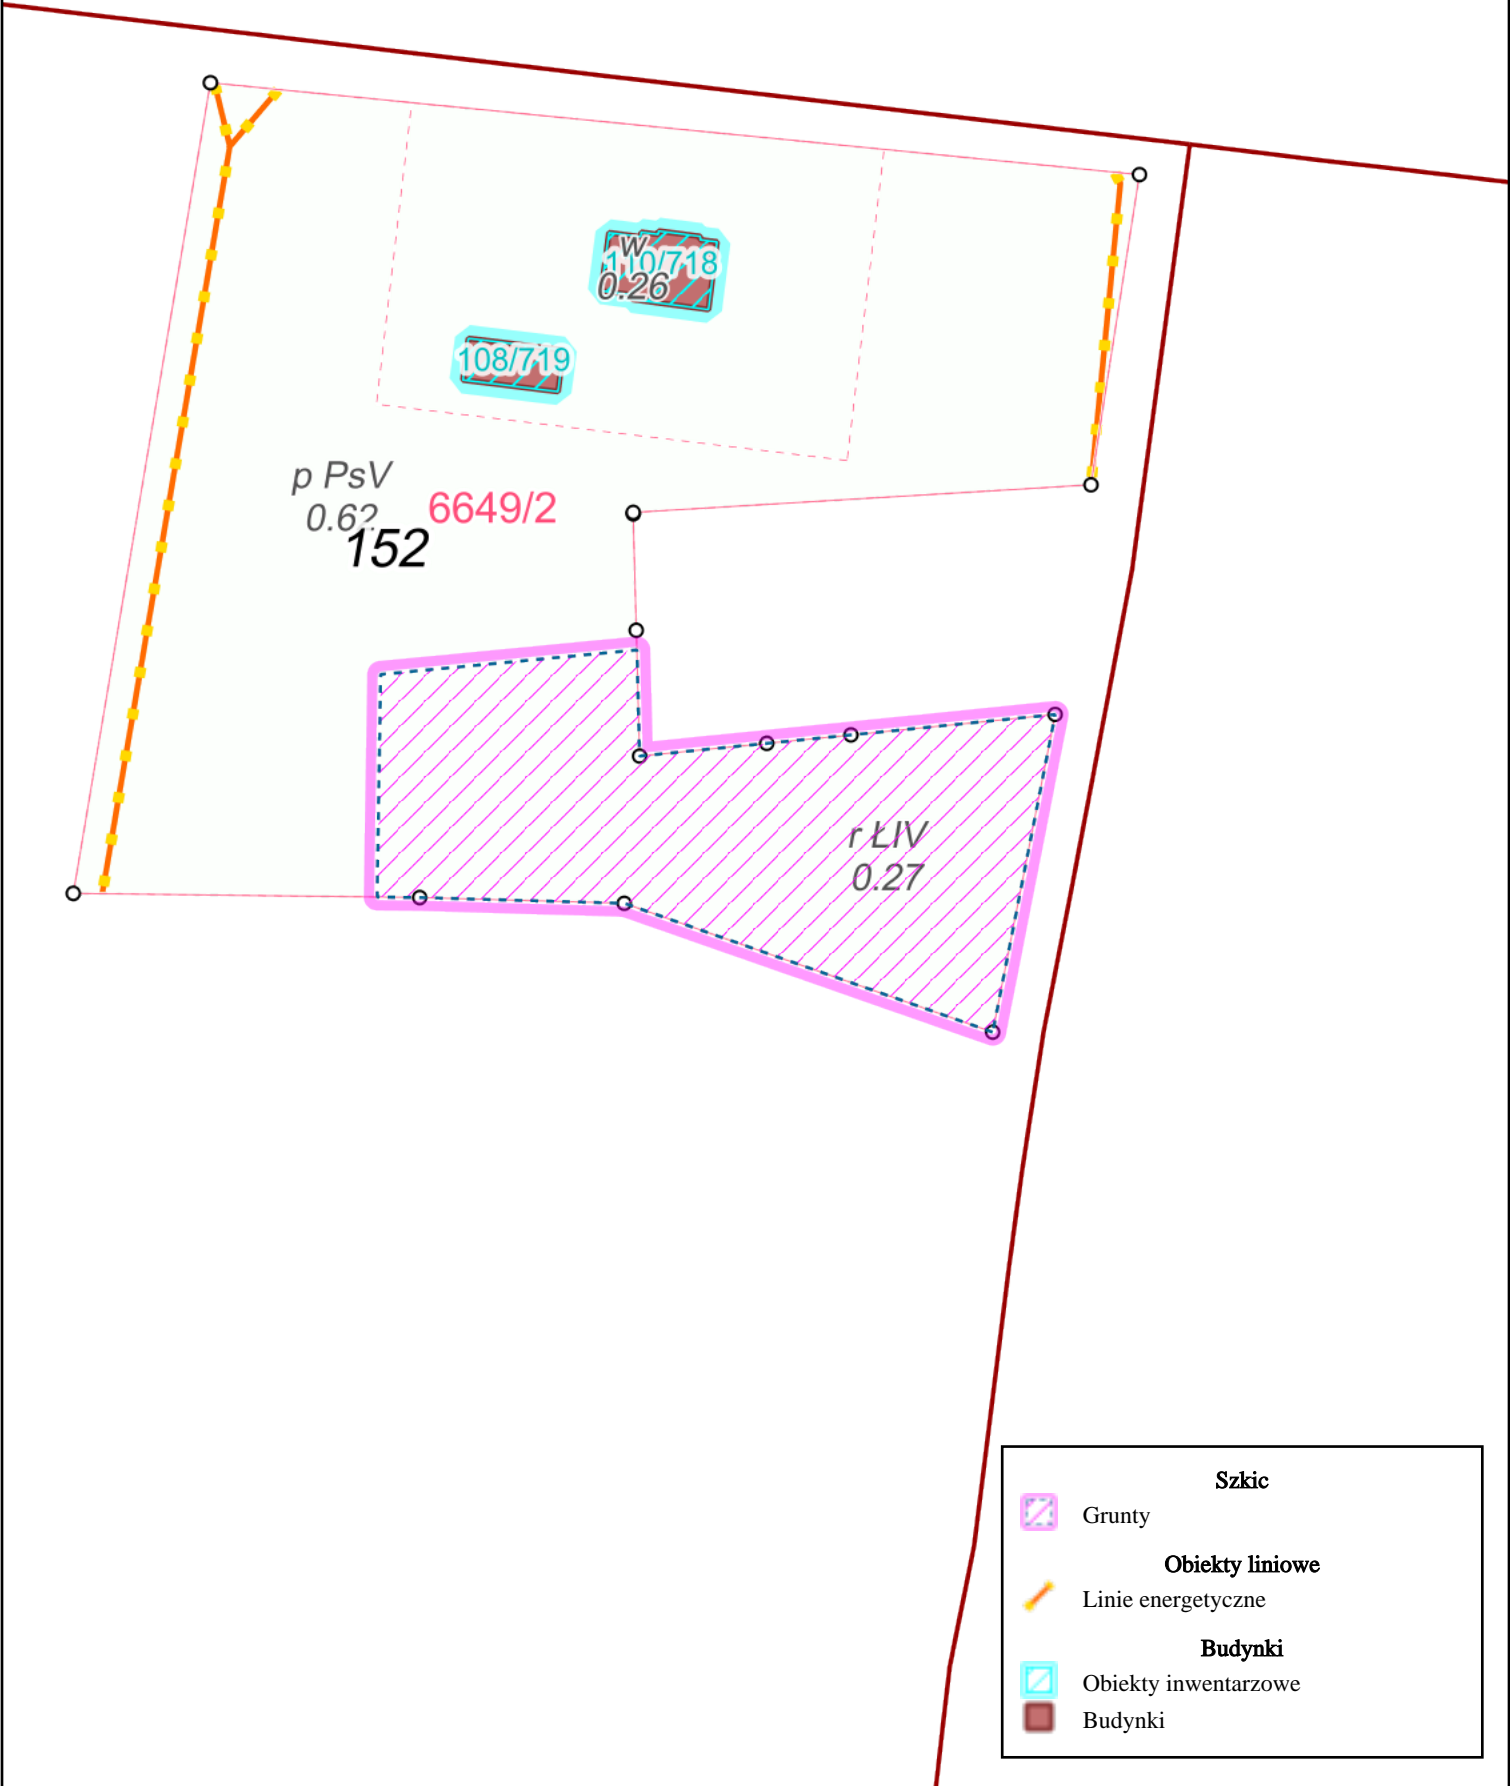 w
110/718
0.26
108/719
p PsV
0.62
6649/2
152
r ŁIV
0.27
Szkic
Grunty
Obiekty liniowe
Linie energetyczne
Budynki
Obiekty inwentarzowe
Budynki